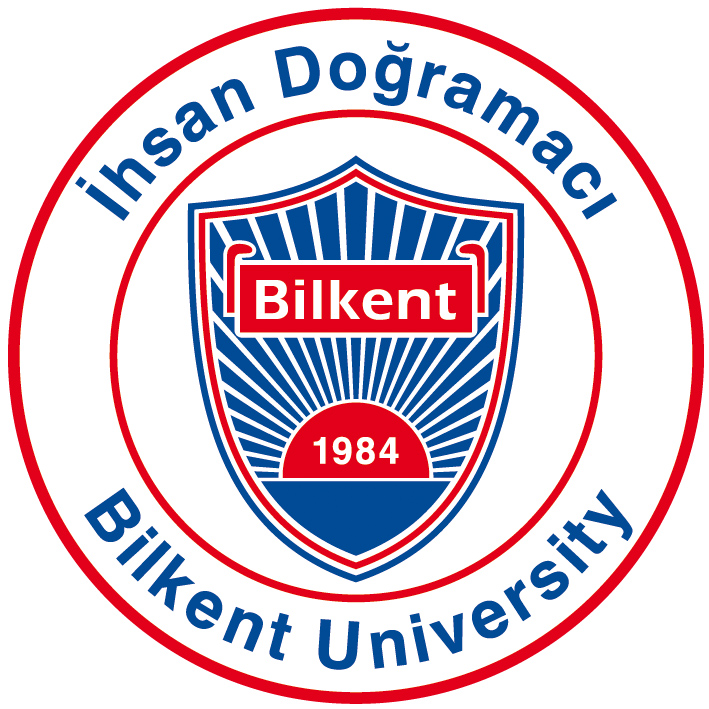 İhsan Doğramacı
Bilkent
1984
Bilkent University